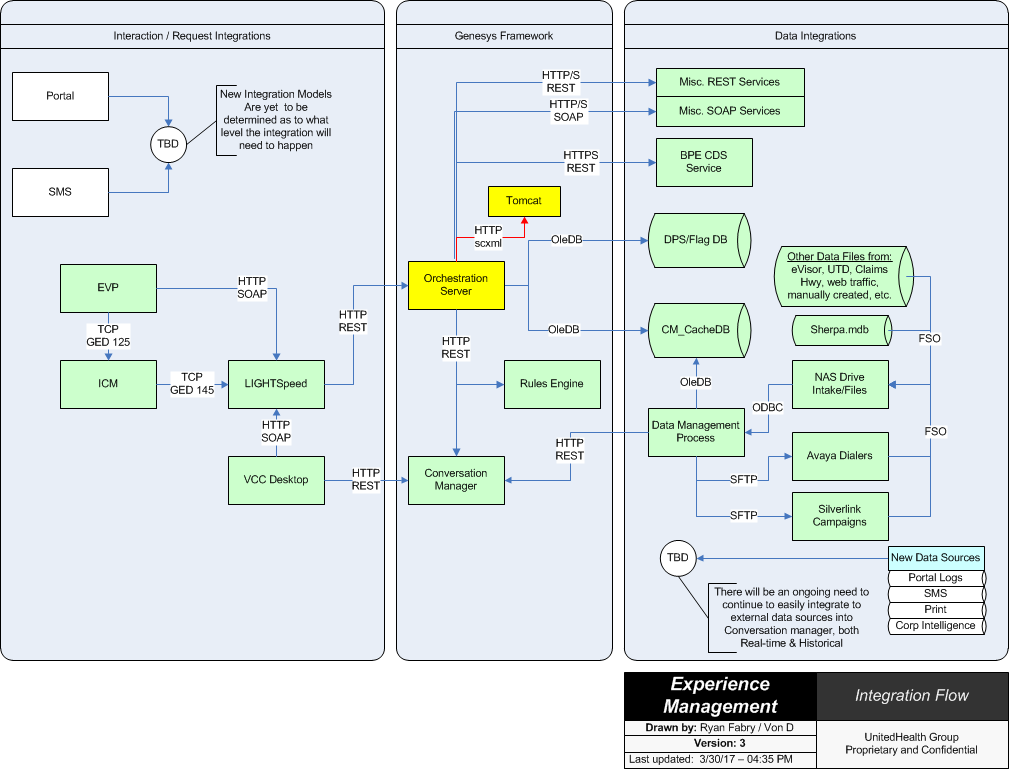 Interaction / Request Integrations
Genesys Framework
Data Integrations
Portal
SMS
TBD
New Integration Models
Are yet  to be
determined as to what
level the integration will
need to happen
EVP
HTTP
SOAP
TCP
GED 125
ICM
TCP
GED 145
LIGHTSpeed
HTTP
SOAP
VCC Desktop
HTTP
REST
HTTP
REST
HTTP/S
REST
HTTP/S
SOAP
HTTPS
REST
Tomcat
HTTP
scxml
Orchestration
Server
OleDB
OleDB
HTTP
REST
Rules Engine
Conversation
Manager
HTTP
REST
Misc. REST Services
Misc. SOAP Services
BPE CDS
Service
DPS/Flag DB
Other Data Files from:
eVisor, UTD, Claims
Hwy, web traffic,
manually created, etc.
CM_CacheDB
Sherpa.mdb
FSO
OleDB
NAS Drive
Intake/Files
ODBC
Data Management
Process
FSO
Avaya Dialers
SFTP
Silverlink
Campaigns
SFTP
TBD
New Data Sources
Portal Logs
SMS
Print
Corp Intelligence
There will be an ongoing need to
continue to easily integrate to
external data sources into
Conversation manager, both
Real-time & Historical
Experience
Management
Integration Flow
Drawn by: Ryan Fabry / Von D
Version: 3
Last updated:  3/30/17 – 04:35 PM
UnitedHealth Group
Proprietary and Confidential